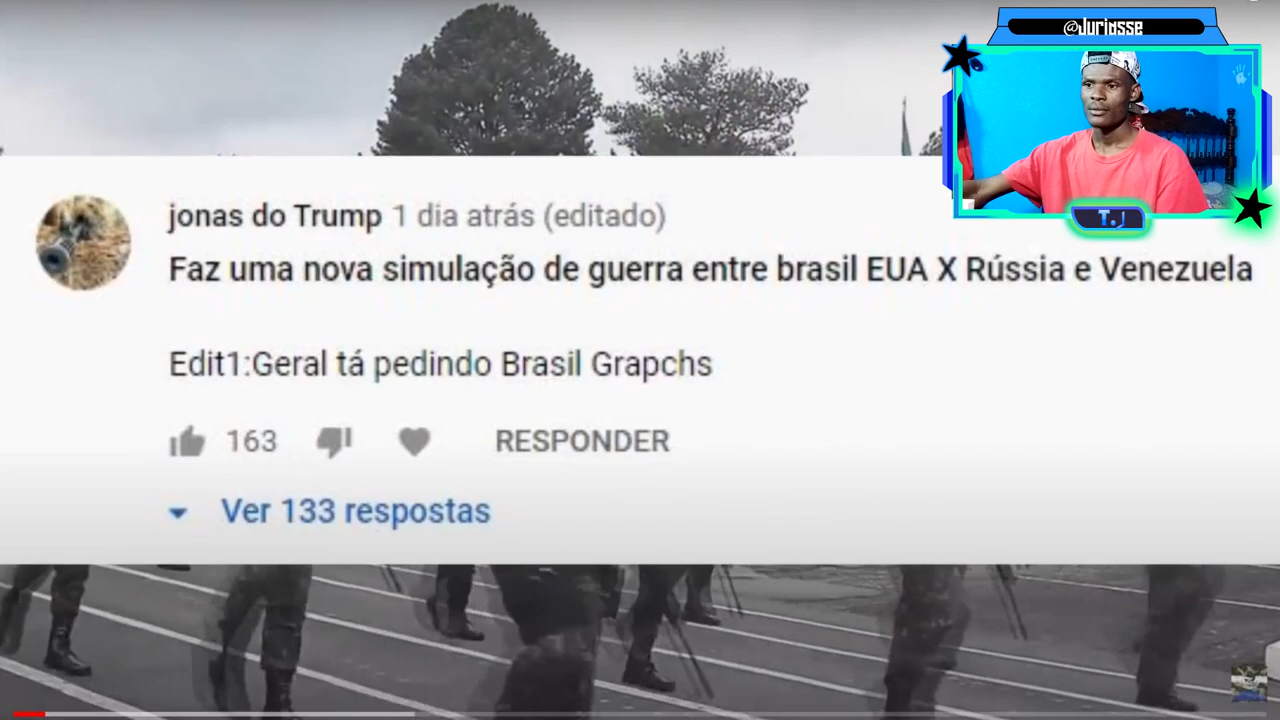 @Juriasse
T.J
jonas do Trump 1 dia atrás (editado)
Faz uma nova simulação de guerra entre brasil EUA X Rússia e Venezuela
Edit1:Geral tá pedindo Brasil Grapchs
163 RESPONDER
Ver 133 respostas